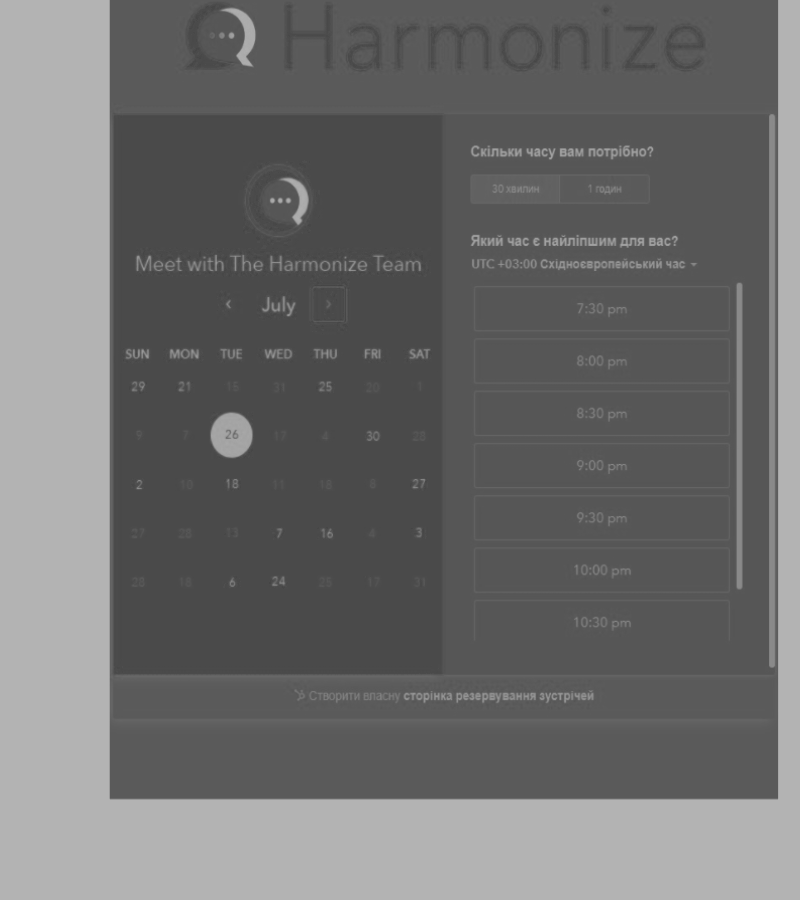 Harmonize
Meet with The Harmonize Team
July
SUN MON TUE WED THU FRI SAT
29 21 15 31 25 20 1
9 7 26 17 4 30 28
2 10 18 11 18 8 27
27 28 13 7 16 4 3
28 16 6 24 25 17 31
Скільки часу вам потрібно?
30 хвилин 1 годин
Який час є найліпшим для вас?
UTC +03:00 Східноєвропейський час
7:30 pm
8:00 pm
8:30 pm
9:00 pm
9:30 pm
10:00 pm
10:30 pm
Створити власну сторінка резервування зустрічей